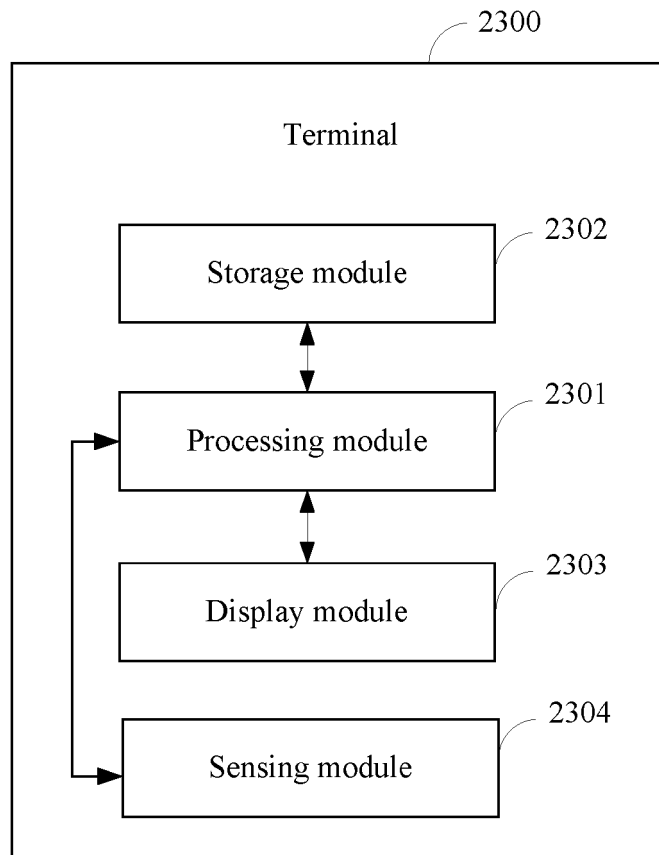 2300
Terminal
2302
Storage module
2301
Processing module
2303
Display module
2304
Sensing module